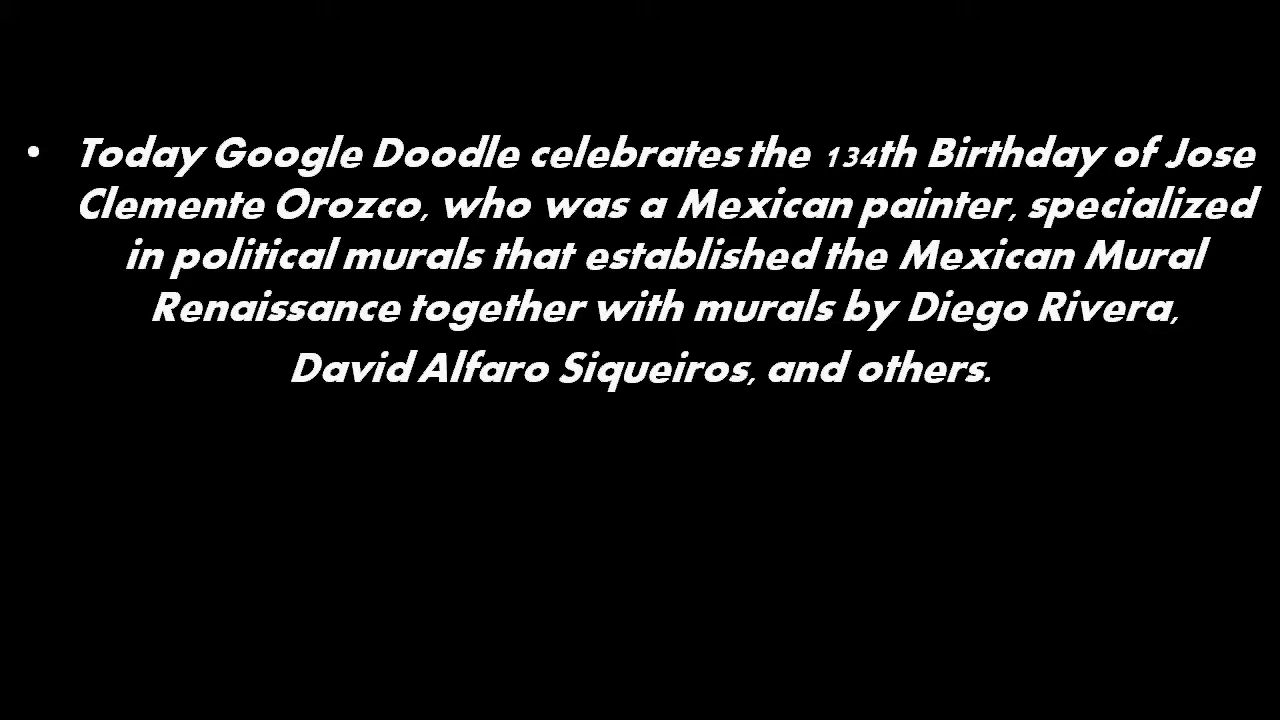 • Today Google Doodle celebrates the 134th Birthday of Jose
Clemente Orozco, who was a Mexican painter, specialized
in political murals that established the Mexican Mural
Renaissance together with murals by Diego Rivera,
David Alfaro Siqueiros, and others.